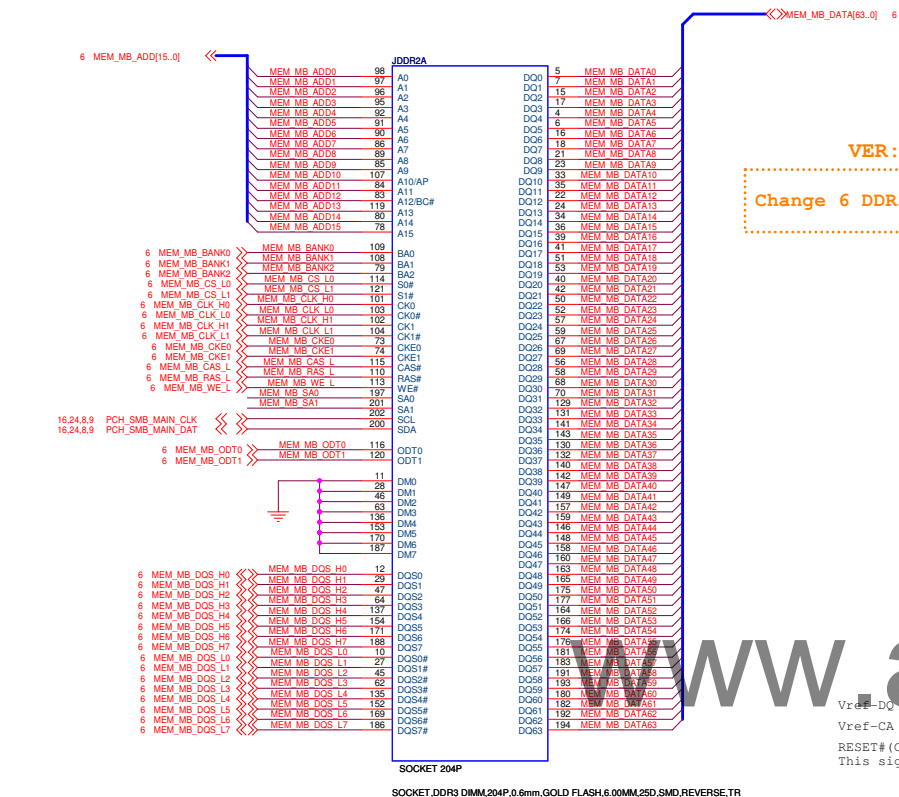 MEM_MB_DATA[63..0] 6
6 MEM_MB_ADD[15..0]
JDDR2A
MEM_MB_ADD0 98 A0 DQ0 5 MEM_MB_DATA0
MEM_MB_ADD1 97 A1 DQ1 7 MEM_MB_DATA1
MEM_MB_ADD2 96 A2 DQ2 15 MEM_MB_DATA2
MEM_MB_ADD3 95 A3 DQ3 17 MEM_MB_DATA3
MEM_MB_ADD4 92 A4 DQ4 4 MEM_MB_DATA4
MEM_MB_ADD5 91 A5 DQ5 6 MEM_MB_DATA5
MEM_MB_ADD6 90 A6 DQ6 16 MEM_MB_DATA6
MEM_MB_ADD7 86 A7 DQ7 18 MEM_MB_DATA7
MEM_MB_ADD8 89 A8 DQ8 21 MEM_MB_DATA8
MEM_MB_ADD9 85 A9 DQ9 23 MEM_MB_DATA9
MEM_MB_ADD10 107 A10/AP DQ10 33 MEM_MB_DATA10
MEM_MB_ADD11 84 A11 DQ11 35 MEM_MB_DATA11
MEM_MB_ADD12 83 A12/BC# DQ12 22 MEM_MB_DATA12
MEM_MB_ADD13 119 A13 DQ13 24 MEM_MB_DATA13
MEM_MB_ADD14 80 A14 DQ14 34 MEM_MB_DATA14
MEM_MB_ADD15 78 A15 DQ15 36 MEM_MB_DATA15
DQ16 39 MEM_MB_DATA16
6 MEM_MB_BANK0 MEM_MB_BANK0 109 BA0 DQ17 41 MEM_MB_DATA17
6 MEM_MB_BANK1 MEM_MB_BANK1 108 BA1 DQ18 51 MEM_MB_DATA18
6 MEM_MB_BANK2 MEM_MB_BANK2 79 BA2 DQ19 53 MEM_MB_DATA19
6 MEM_MB_CS_L0 MEM_MB_CS_L0 114 S0# DQ20 40 MEM_MB_DATA20
6 MEM_MB_CS_L1 MEM_MB_CS_L1 121 S1# DQ21 42 MEM_MB_DATA21
6 MEM_MB_CLK_H0 MEM_MB_CLK_H0 101 CK0 DQ22 50 MEM_MB_DATA22
6 MEM_MB_CLK_L0 MEM_MB_CLK_L0 103 CK0# DQ23 52 MEM_MB_DATA23
6 MEM_MB_CLK_H1 MEM_MB_CLK_H1 102 CK1 DQ24 57 MEM_MB_DATA24
6 MEM_MB_CLK_L1 MEM_MB_CLK_L1 104 CK1# DQ25 59 MEM_MB_DATA25
6 MEM_MB_CKE0 MEM_MB_CKE0 73 CKE0 DQ26 67 MEM_MB_DATA26
6 MEM_MB_CKE1 MEM_MB_CKE1 74 CKE1 DQ27 69 MEM_MB_DATA27
6 MEM_MB_CAS_L MEM_MB_CAS_L 115 CAS# DQ28 56 MEM_MB_DATA28
6 MEM_MB_RAS_L MEM_MB_RAS_L 110 RAS# DQ29 58 MEM_MB_DATA29
6 MEM_MB_WE_L MEM_MB_WE_L 113 WE# DQ30 68 MEM_MB_DATA30
MEM_MB_SA0 197 SA0 DQ31 70 MEM_MB_DATA31
MEM_MB_SA1 201 SA1 DQ32 129 MEM_MB_DATA32
16,24,8,9 PCH_SMB_MAIN_CLK 202 SCL DQ33 131 MEM_MB_DATA33
16,24,8,9 PCH_SMB_MAIN_DAT 200 SDA DQ34 141 MEM_MB_DATA34
DQ35 143 MEM_MB_DATA35
6 MEM_MB_ODT0 MEM_MB_ODT0 116 ODT0 DQ36 130 MEM_MB_DATA36
6 MEM_MB_ODT1 MEM_MB_ODT1 120 ODT1 DQ37 132 MEM_MB_DATA37
DQ38 140 MEM_MB_DATA38
11 DM0 DQ39 142 MEM_MB_DATA39
28 DM1 DQ40 147 MEM_MB_DATA40
46 DM2 DQ41 149 MEM_MB_DATA41
63 DM3 DQ42 157 MEM_MB_DATA42
136 DM4 DQ43 159 MEM_MB_DATA43
153 DM5 DQ44 146 MEM_MB_DATA44
170 DM6 DQ45 148 MEM_MB_DATA45
187 DM7 DQ46 158 MEM_MB_DATA46
DQ47 160 MEM_MB_DATA47
6 MEM_MB_DQS_H0 MEM_MB_DQS_H0 12 DQS0 DQ48 163 MEM_MB_DATA48
6 MEM_MB_DQS_H1 MEM_MB_DQS_H1 29 DQS1 DQ49 165 MEM_MB_DATA49
6 MEM_MB_DQS_H2 MEM_MB_DQS_H2 47 DQS2 DQ50 175 MEM_MB_DATA50
6 MEM_MB_DQS_H3 MEM_MB_DQS_H3 64 DQS3 DQ51 177 MEM_MB_DATA51
6 MEM_MB_DQS_H4 MEM_MB_DQS_H4 137 DQS4 DQ52 164 MEM_MB_DATA52
6 MEM_MB_DQS_H5 MEM_MB_DQS_H5 154 DQS5 DQ53 166 MEM_MB_DATA53
6 MEM_MB_DQS_H6 MEM_MB_DQS_H6 171 DQS6 DQ54 174 MEM_MB_DATA54
6 MEM_MB_DQS_H7 MEM_MB_DQS_H7 188 DQS7 DQ55 176 MEM_MB_DATA55
6 MEM_MB_DQS_L0 MEM_MB_DQS_L0 10 DQS0# DQ56 181 MEM_MB_DATA56
6 MEM_MB_DQS_L1 MEM_MB_DQS_L1 27 DQS1# DQ57 183 MEM_MB_DATA57
6 MEM_MB_DQS_L2 MEM_MB_DQS_L2 45 DQS2# DQ58 191 MEM_MB_DATA58
6 MEM_MB_DQS_L3 MEM_MB_DQS_L3 62 DQS3# DQ59 193 MEM_MB_DATA59
6 MEM_MB_DQS_L4 MEM_MB_DQS_L4 135 DQS4# DQ60 180 MEM_MB_DATA60
6 MEM_MB_DQS_L5 MEM_MB_DQS_L5 152 DQS5# DQ61 182 MEM_MB_DATA61
6 MEM_MB_DQS_L6 MEM_MB_DQS_L6 169 DQS6# DQ62 192 MEM_MB_DATA62
6 MEM_MB_DQS_L7 MEM_MB_DQS_L7 186 DQS7# DQ63 194 MEM_MB_DATA63
SOCKET 204P
SOCKET,DDR3 DIMM,204P,0.6mm,GOLD FLASH,6.00MM,25D,SMD,REVERSE,TR
VER:
Change 6 DDR
www.a
Vref-DQ
Vref-CA
RESET#(
This sig